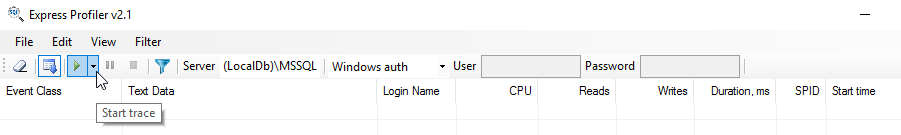 Express Profiler v2.1
File Edit View Filter
Server (LocalDb)\MSSQL Windows auth User Password
Event Class Text Data Login Name CPU Reads Writes Duration, ms SPID Start time
Start trace